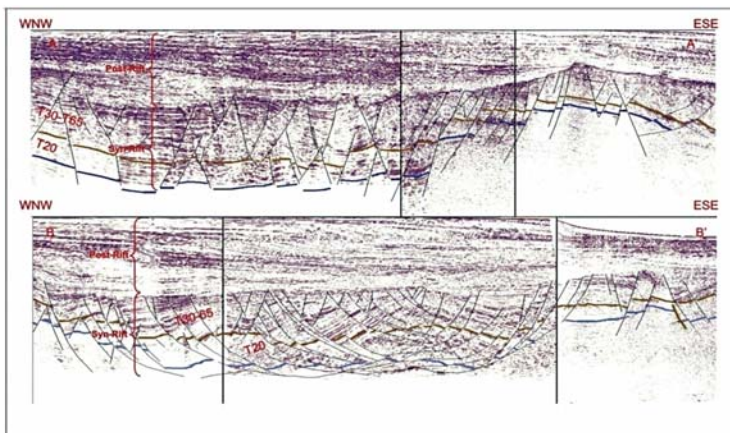 WNW ESE
A A'
Post-Rift
T30-T65
Syn-Rift
T20
WNW ESE
B B'
Post-Rift
T30-65
Syn-Rift
T20